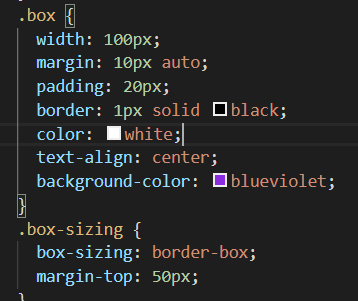 .box {
width: 100px;
margin: 10px auto;
padding: 20px;
border: 1px solid black;
color: white;
text-align: center;
background-color: blueviolet;
}
.box-sizing {
box-sizing: border-box;
margin-top: 50px;
}